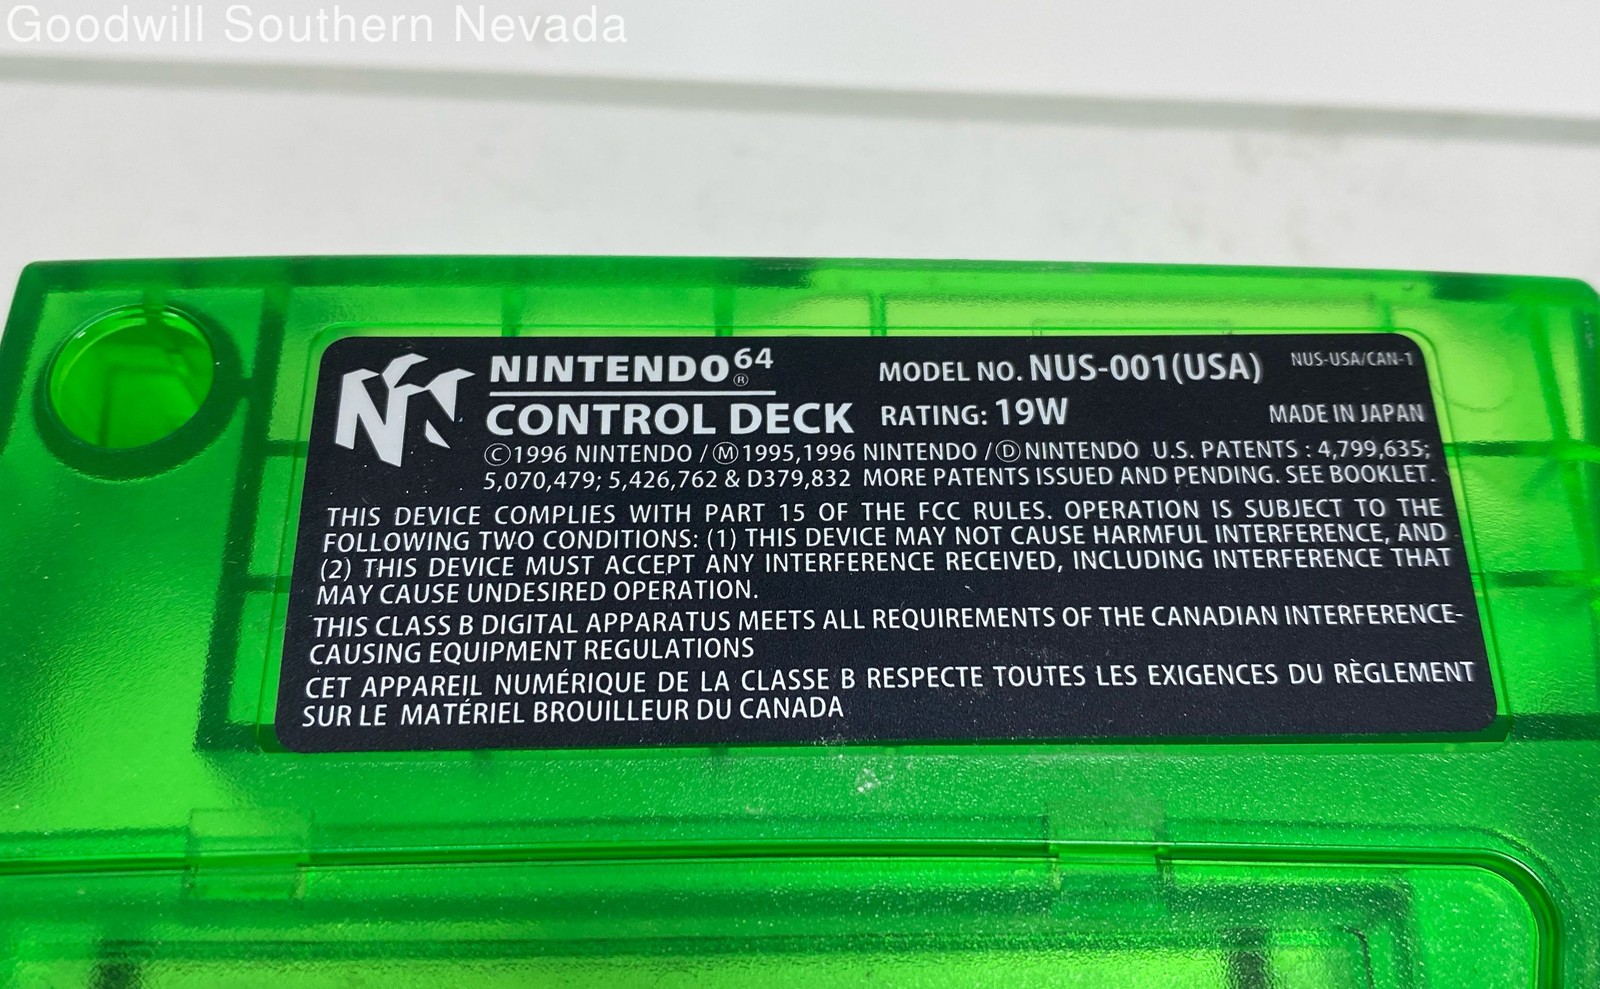 Goodwill Southern Nevada
NINTENDO 64 ® MODEL NO. NUS-001(USA) NUS-USA/CAN-1
CONTROL DECK RATING: 19W MADE IN JAPAN
©1996 NINTENDO / Ⓜ1995,1996 NINTENDO / ⒹNINTENDO U.S. PATENTS : 4,799,635;
5,070,479; 5,426,762 & D379,832 MORE PATENTS ISSUED AND PENDING. SEE BOOKLET.
THIS DEVICE COMPLIES WITH PART 15 OF THE FCC RULES. OPERATION IS SUBJECT TO THE
FOLLOWING TWO CONDITIONS: (1) THIS DEVICE MAY NOT CAUSE HARMFUL INTERFERENCE, AND
(2) THIS DEVICE MUST ACCEPT ANY INTERFERENCE RECEIVED, INCLUDING INTERFERENCE THAT
MAY CAUSE UNDESIRED OPERATION.
THIS CLASS B DIGITAL APPARATUS MEETS ALL REQUIREMENTS OF THE CANADIAN INTERFERENCE-
CAUSING EQUIPMENT REGULATIONS
CET APPAREIL NUMÉRIQUE DE LA CLASSE B RESPECTE TOUTES LES EXIGENCES DU RÈGLEMENT
SUR LE MATÉRIEL BROUILLEUR DU CANADA